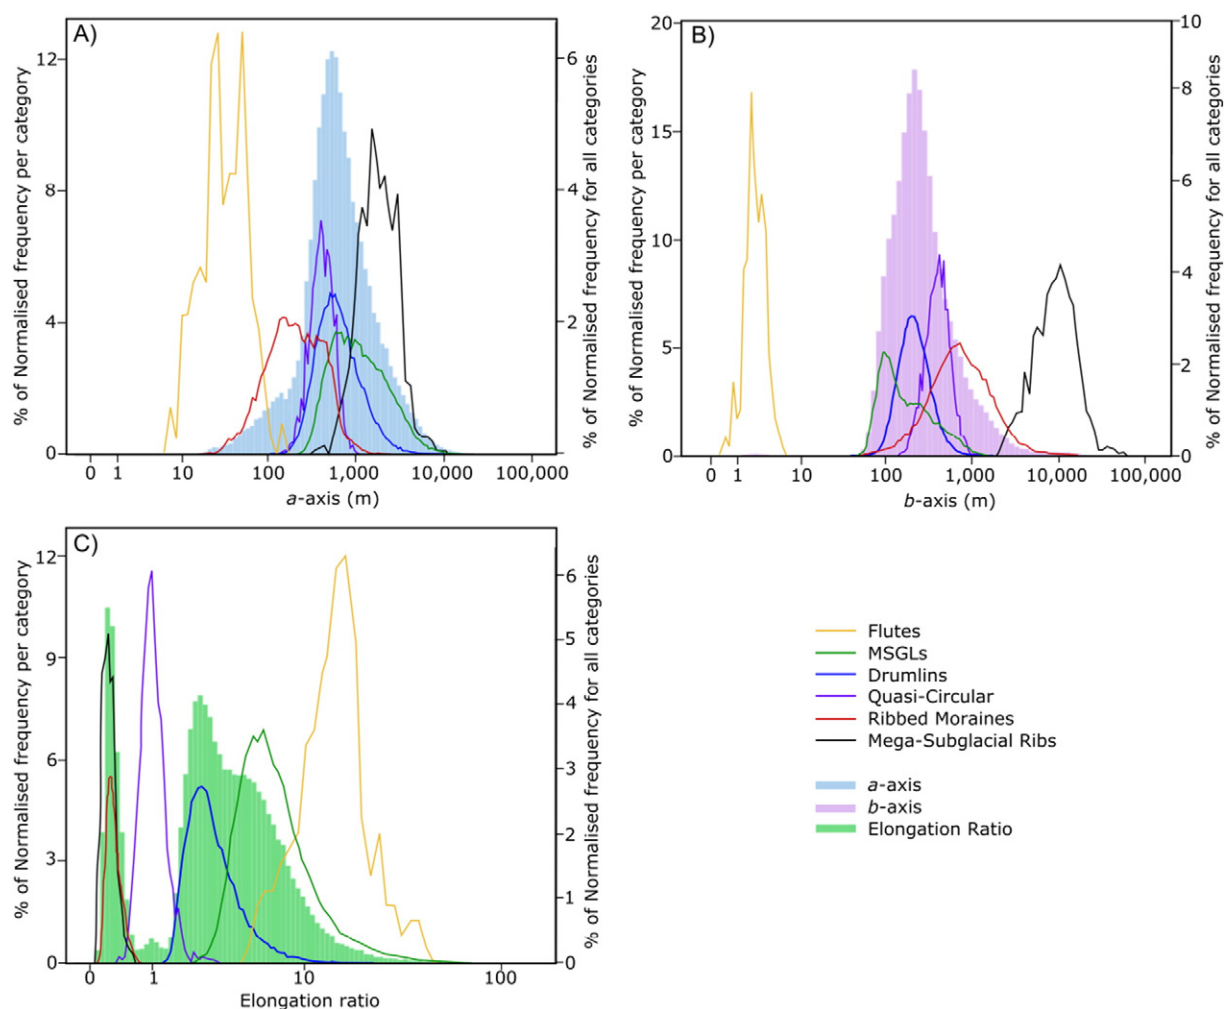 A)
% of Normalised frequency per category
12
8
4
0
% of Normalised frequency for all categories
6
4
2
0
0 1 10 100 1,000 10,000 100,000
a-axis (m)
B)
% of Normalised frequency per category
20
15
10
5
0
% of Normalised frequency for all categories
10
8
6
4
2
0
0 1 10 100 1,000 10,000 100,000
b-axis (m)
C)
% of Normalised frequency per category
12
9
6
3
0
% of Normalised frequency for all categories
6
5
4
3
2
1
0
0 1 10 100
Elongation ratio
Flutes
MSGLs
Drumlins
Quasi-Circular
Ribbed Moraines
Mega-Subglacial Ribs
a-axis
b-axis
Elongation Ratio